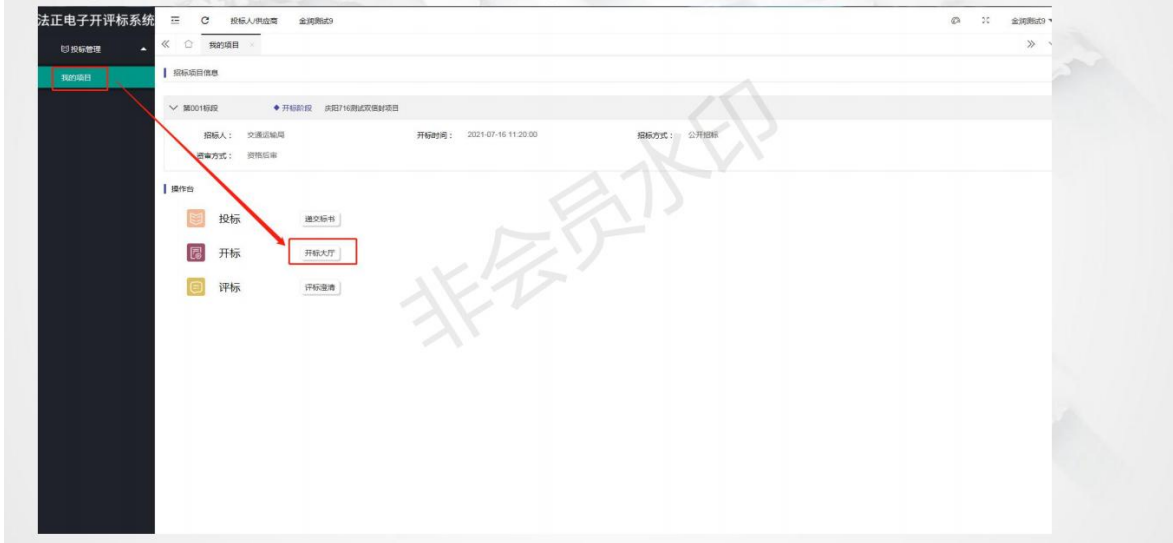 法正电子开评标系统
投标人/供应商 金润测试9
金润测试9
投标管理
我的项目
我的项目
招标项目信息
第001标段 开标阶段 庆阳716测试双信封项目
招标人： 交通运输局 开标时间： 2021-07-16 11:20:00 招标方式： 公开招标
资审方式： 资格后审
操作台
投标 递交标书
开标 开标大厅
评标 评标澄清
非会员水印